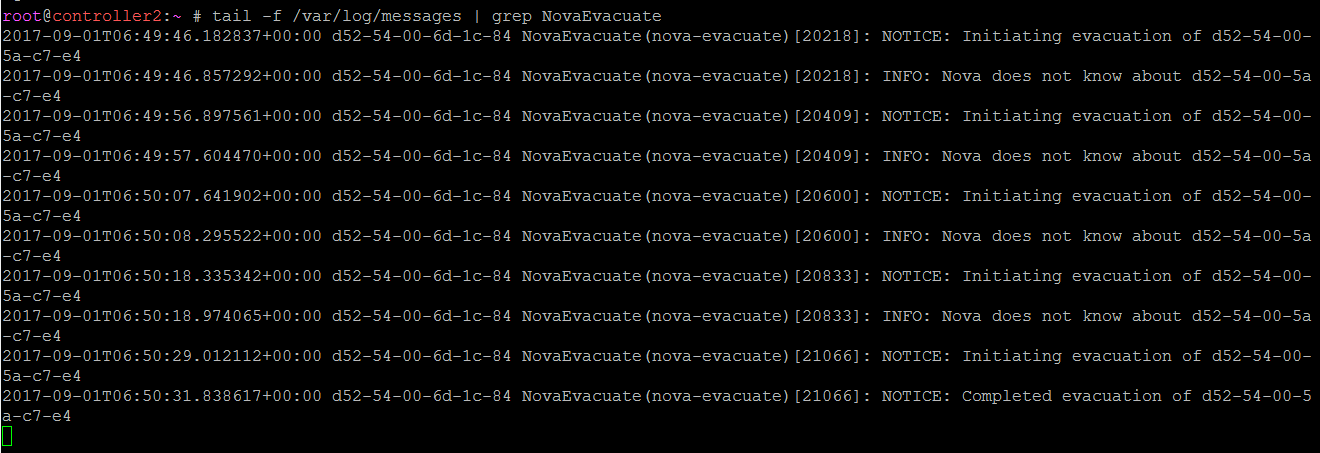 root@controller2:~ # tail -f /var/log/messages | grep NovaEvacuate
2017-09-01T06:49:46.182837+00:00 d52-54-00-6d-1c-84 NovaEvacuate(nova-evacuate)[20218]: NOTICE: Initiating evacuation of d52-54-00-
5a-c7-e4
2017-09-01T06:49:46.857292+00:00 d52-54-00-6d-1c-84 NovaEvacuate(nova-evacuate)[20218]: INFO: Nova does not know about d52-54-00-5a
-c7-e4
2017-09-01T06:49:56.897561+00:00 d52-54-00-6d-1c-84 NovaEvacuate(nova-evacuate)[20409]: NOTICE: Initiating evacuation of d52-54-00-
5a-c7-e4
2017-09-01T06:49:57.604470+00:00 d52-54-00-6d-1c-84 NovaEvacuate(nova-evacuate)[20409]: INFO: Nova does not know about d52-54-00-5a
-c7-e4
2017-09-01T06:50:07.641902+00:00 d52-54-00-6d-1c-84 NovaEvacuate(nova-evacuate)[20600]: NOTICE: Initiating evacuation of d52-54-00-
5a-c7-e4
2017-09-01T06:50:08.295522+00:00 d52-54-00-6d-1c-84 NovaEvacuate(nova-evacuate)[20600]: INFO: Nova does not know about d52-54-00-5a
-c7-e4
2017-09-01T06:50:18.335342+00:00 d52-54-00-6d-1c-84 NovaEvacuate(nova-evacuate)[20833]: NOTICE: Initiating evacuation of d52-54-00-
5a-c7-e4
2017-09-01T06:50:18.974065+00:00 d52-54-00-6d-1c-84 NovaEvacuate(nova-evacuate)[20833]: INFO: Nova does not know about d52-54-00-5a
-c7-e4
2017-09-01T06:50:29.012112+00:00 d52-54-00-6d-1c-84 NovaEvacuate(nova-evacuate)[21066]: NOTICE: Initiating evacuation of d52-54-00-
5a-c7-e4
2017-09-01T06:50:31.838617+00:00 d52-54-00-6d-1c-84 NovaEvacuate(nova-evacuate)[21066]: NOTICE: Completed evacuation of d52-54-00-5
a-c7-e4